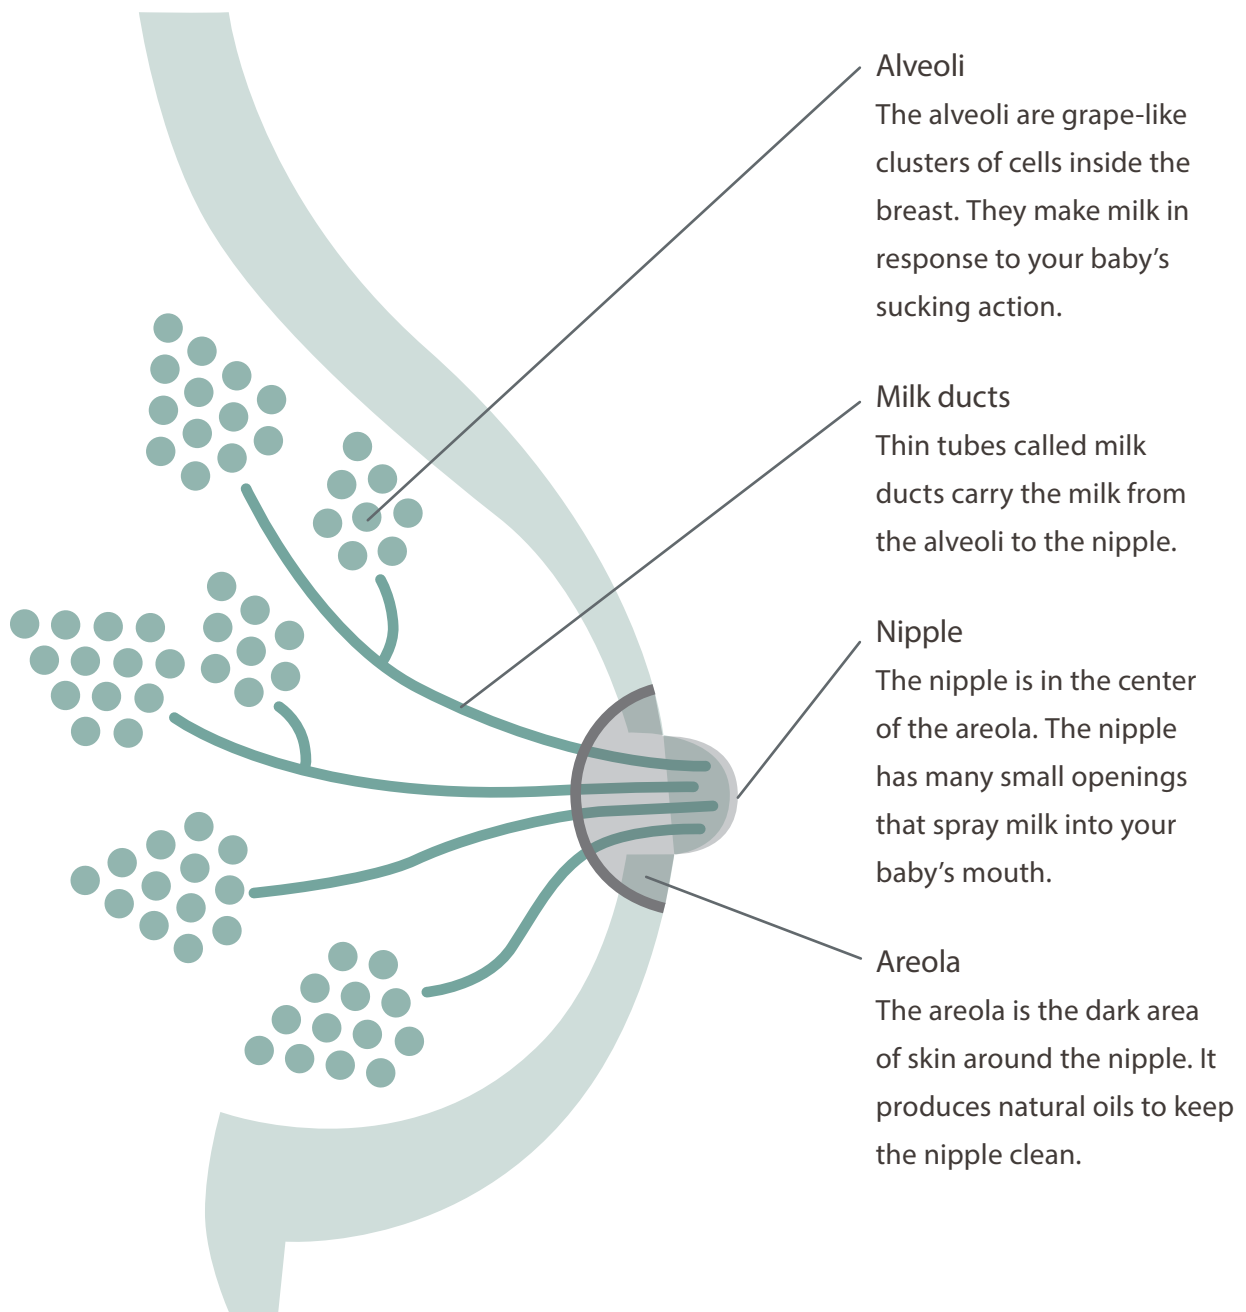 Alveoli
The alveoli are grape-like
clusters of cells inside the
breast. They make milk in
response to your baby’s
sucking action.
Milk ducts
Thin tubes called milk
ducts carry the milk from
the alveoli to the nipple.
Nipple
The nipple is in the center
of the areola. The nipple
has many small openings
that spray milk into your
baby’s mouth.
Areola
The areola is the dark area
of skin around the nipple. It
produces natural oils to keep
the nipple clean.